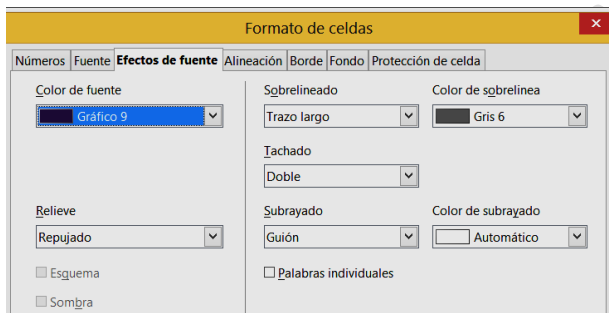 Formato de celdas
Números Fuente Efectos de fuente Alineación Borde Fondo Protección de celda
Color de fuente
Gráfico 9
Sobrelineado
Trazo largo
Color de sobrelínea
Gris 6
Tachado
Doble
Relieve
Repujado
Subrayado
Guión
Color de subrayado
Automático
Esquema
Sombra
Palabras individuales